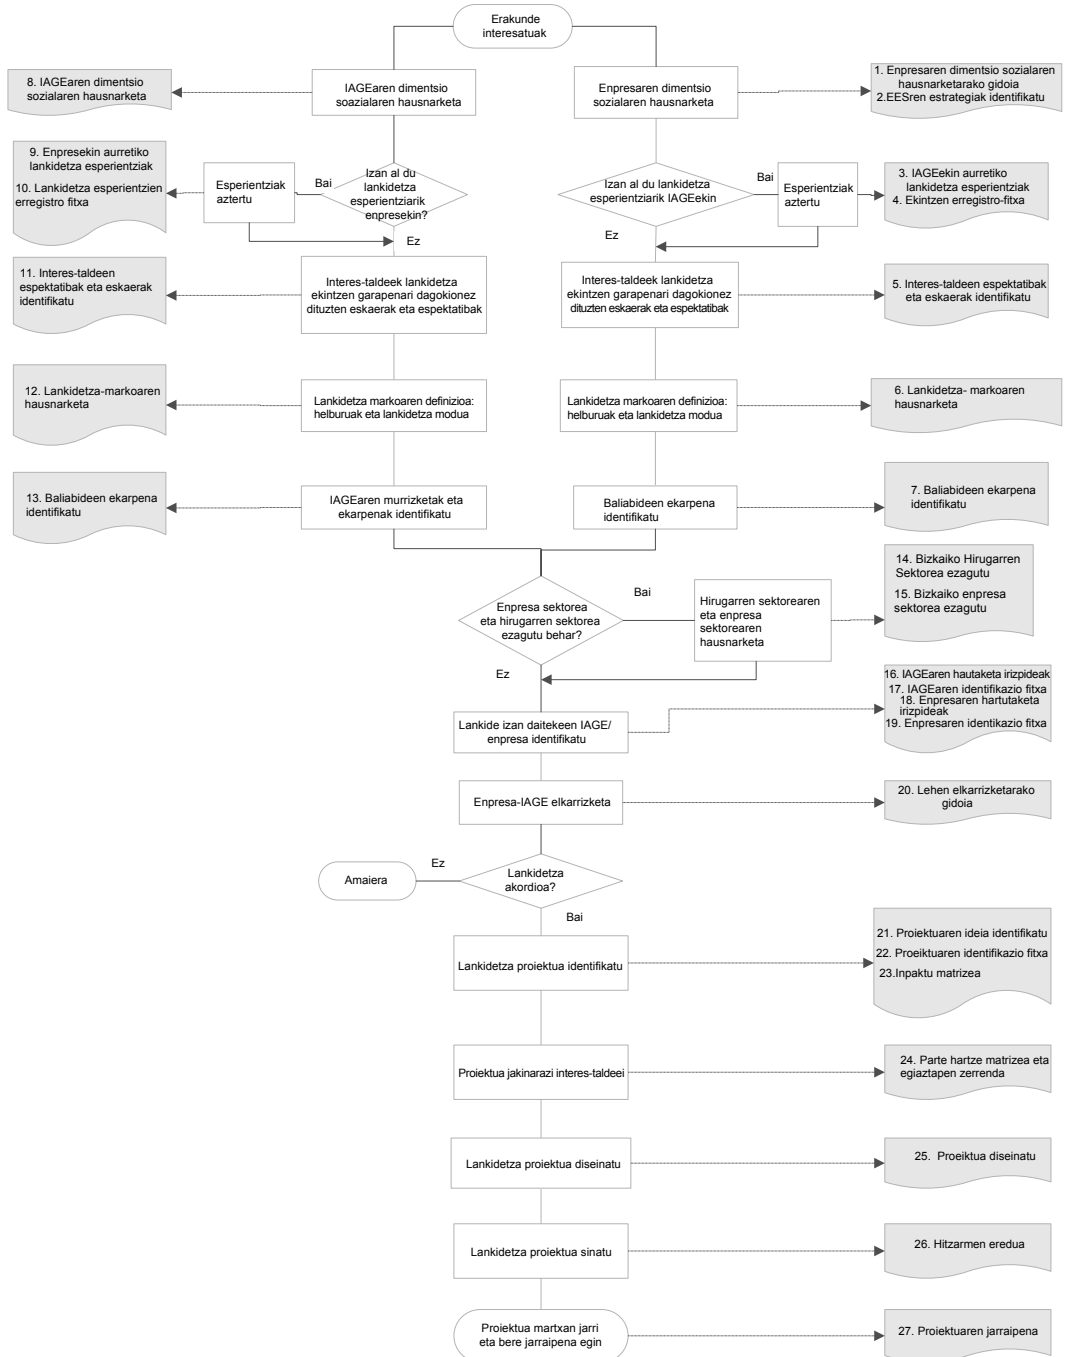 Erakunde
interesatuak
8. IAGEaren dimentsio
sozialaren hausnarketa
IAGEaren dimentsio
soazialaren hausnarketa
Enpresaren dimentsio
sozialaren hausnarketa
1. Enpresaren dimentsio sozialaren
hausnarketarako gidoia
2.EESren estrategiak identifikatu
9. Enpresekin aurretiko
lankidetza esperientziak
10. Lankidetza esperientzien
erregistro fitxa
Esperientziak
aztertu
Bai
Izan al du
lankidetza
esperientziarik
enpresekin?
Ez
Izan al du lankidetza
esperientziarik IAGEekin
Bai
Ez
Esperientziak
aztertu
3. IAGEekin aurretiko
lankidetza esperientziak
4. Ekintzen erregistro-fitxa
11. Interes-taldeen
espektatibak eta eskaerak
identifikatu
Interes-taldeek lankidetza
ekintzen garapenari dagokionez
dituzten eskaerak eta espektatibak
Interes-taldeek lankidetza
ekintzen garapenari dagokionez
dituzten eskaerak eta espektatibak
5. Interes-taldeen espektatibak
eta eskaerak identifikatu
12. Lankidetza-markoaren
hausnarketa
Lankidetza markoaren definizioa:
helburuak eta lankidetza modua
Lankidetza markoaren definizioa:
helburuak eta lankidetza modua
6. Lankidetza- markoaren
hausnarketa
13. Baliabideen ekarpena
identifikatu
IAGEaren murrizketak eta
ekarpenak identifikatu
Baliabideen ekarpena
identifikatu
7. Baliabideen ekarpena
identifikatu
Enpresa sektorea
eta hirugarren sektorea
ezagutu behar?
Bai
Ez
Hirugarren sektorearen
eta enpresa
sektorearen
hausnarketa
14. Bizkaiko Hirugarren
Sektorea ezagutu
15. Bizkaiko enpresa
sektorea ezagutu
Lankide izan daitekeen IAGE/
enpresa identifikatu
16. IAGEaren hautaketa irizpideak
17. IAGEaren identifikazio fitxa
18. Enpresaren hartutaketa
irizpideak
19. Enpresaren identikazio fitxa
Enpresa-IAGE elkarrizketa
20. Lehen elkarrizketarako
gidoia
Amaiera
Ez
Lankidetza
akordioa?
Bai
Lankidetza proiektua identifikatu
21. Proiektuaren ideia identifikatu
22. Proeiktuaren identifikazio fitxa
23.Inpaktu matrizea
Proiektua jakinarazi interes-taldeei
24. Parte hartze matrizea eta
egiaztapen zerrenda
Lankidetza proiektua diseinatu
25. Proeiktua diseinatu
Lankidetza proiektua sinatu
26. Hitzarmen eredua
Proiektua martxan jarri
eta bere jarraipena egin
27. Proiektuaren jarraipena